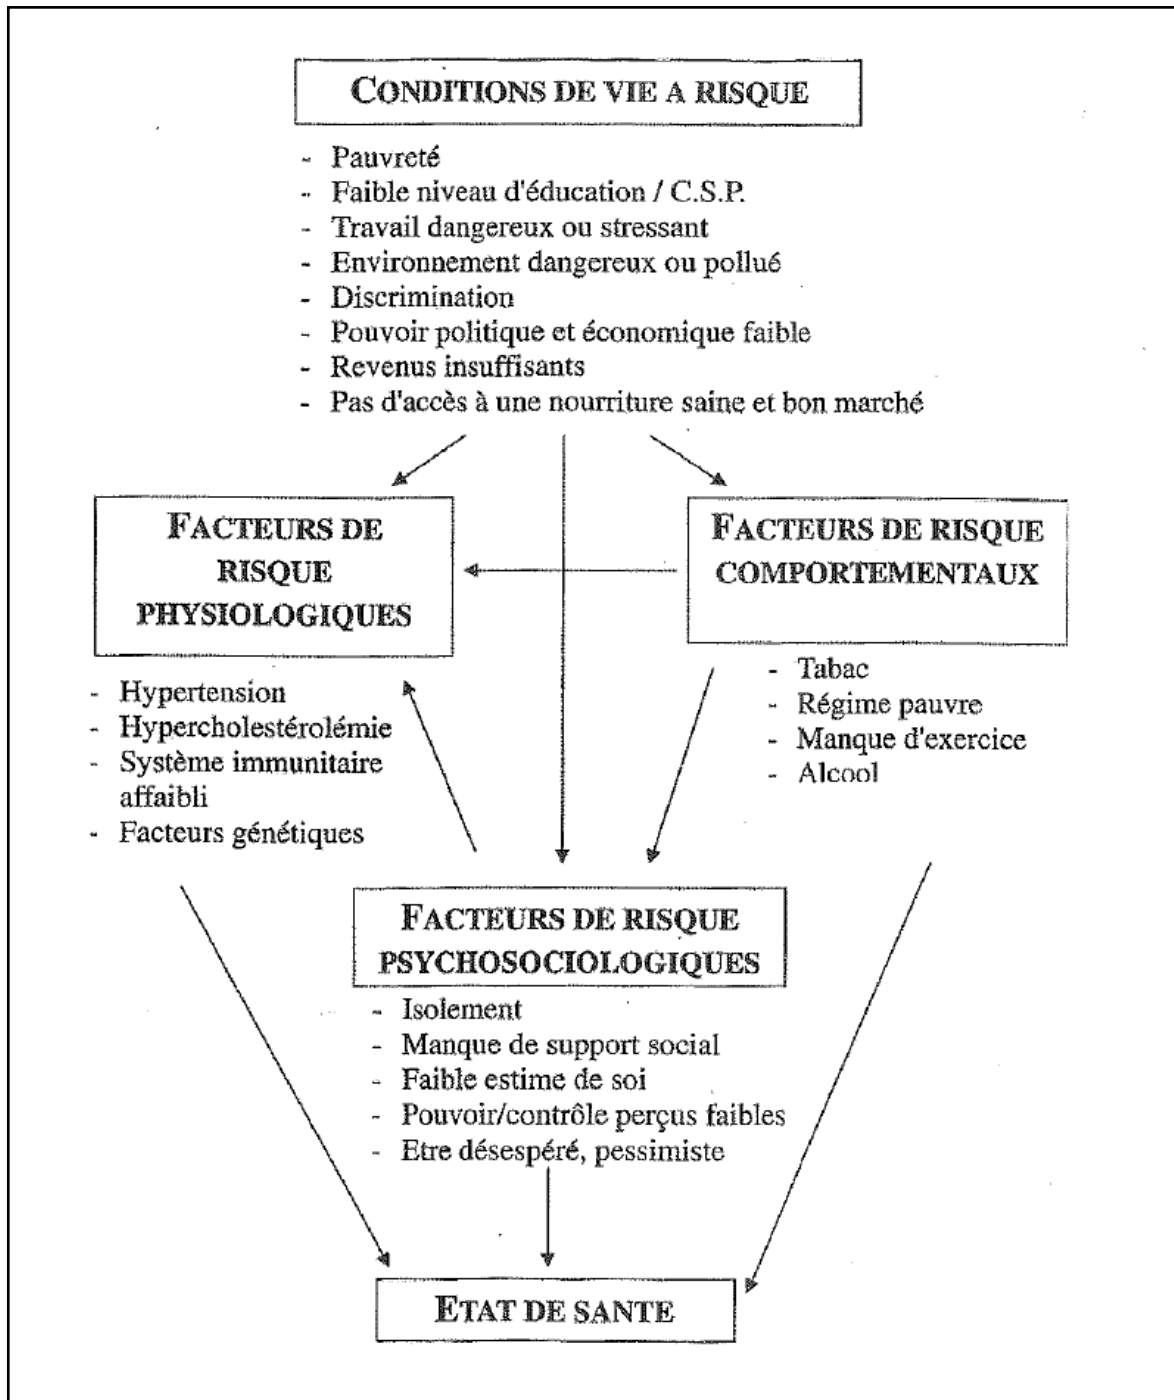 CONDITIONS DE VIE A RISQUE
- Pauvreté
- Faible niveau d'éducation / C.S.P.
- Travail dangereux ou stressant
- Environnement dangereux ou pollué
- Discrimination
- Pouvoir politique et économique faible
- Revenus insuffisants
- Pas d'accès à une nourriture saine et bon marché
FACTEURS DE
RISQUE
PHYSIOLOGIQUES
- Hypertension
- Hypercholestérolémie
- Système immunitaire
affaibli
- Facteurs génétiques
FACTEURS DE RISQUE
COMPORTEMENTAUX
- Tabac
- Régime pauvre
- Manque d'exercice
- Alcool
FACTEURS DE RISQUE
PSYCHOSOCIOLOGIQUES
- Isolement
- Manque de support social
- Faible estime de soi
- Pouvoir/contrôle perçus faibles
- Etre désespéré, pessimiste
ETAT DE SANTE